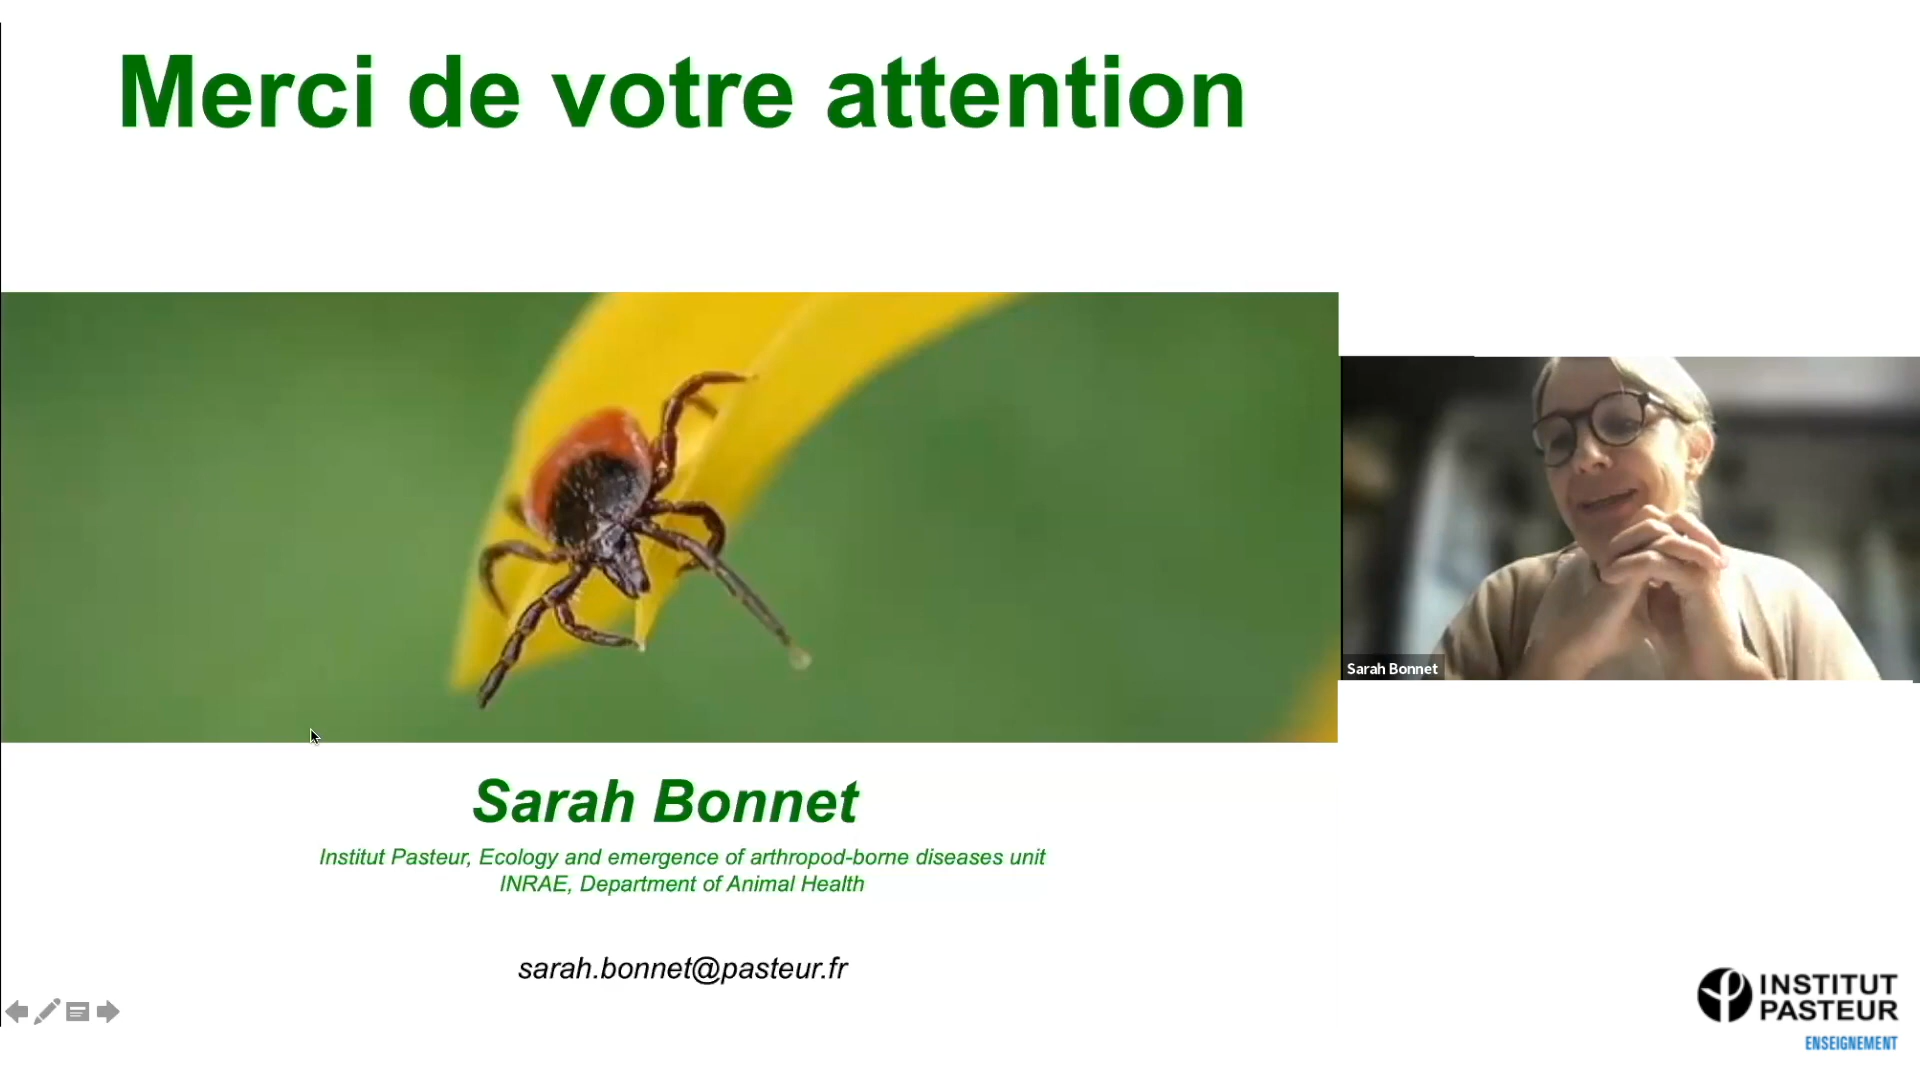 Merci de votre attention
Sarah Bonnet
Sarah Bonnet
Institut Pasteur, Ecology and emergence of arthropod-borne diseases unit
INRAE, Department of Animal Health
sarah.bonnet@pasteur.fr
INSTITUT
PASTEUR
ENSEIGNEMENT